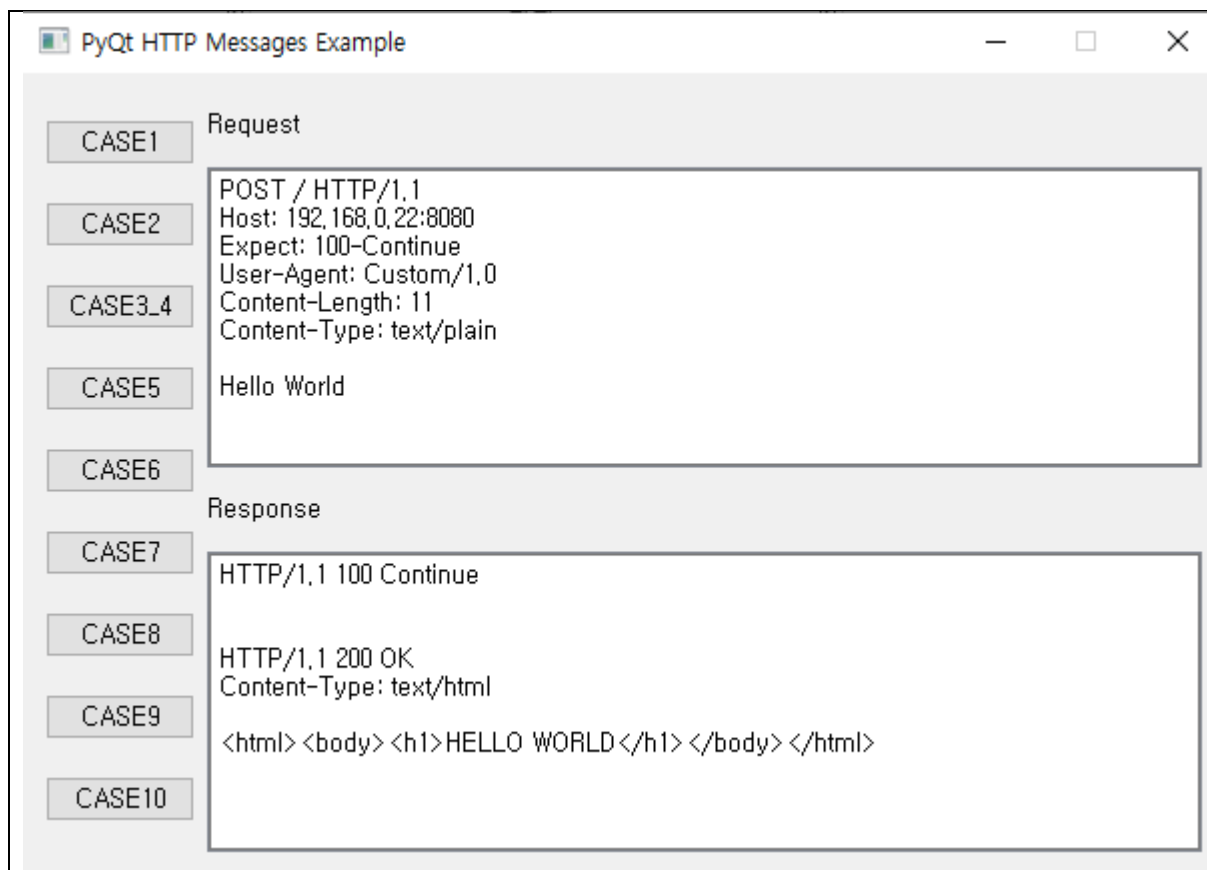 PyQt HTTP Messages Example
CASE1
CASE2
CASE3_4
CASE5
CASE6
CASE7
CASE8
CASE9
CASE10
Request
POST / HTTP/1.1
Host: 192.168.0.22:8080
Expect: 100-Continue
User-Agent: Custom/1.0
Content-Length: 11
Content-Type: text/plain
Hello World
Response
HTTP/1.1 100 Continue
HTTP/1.1 200 OK
Content-Type: text/html
<html><body><h1>HELLO WORLD</h1></body></html>